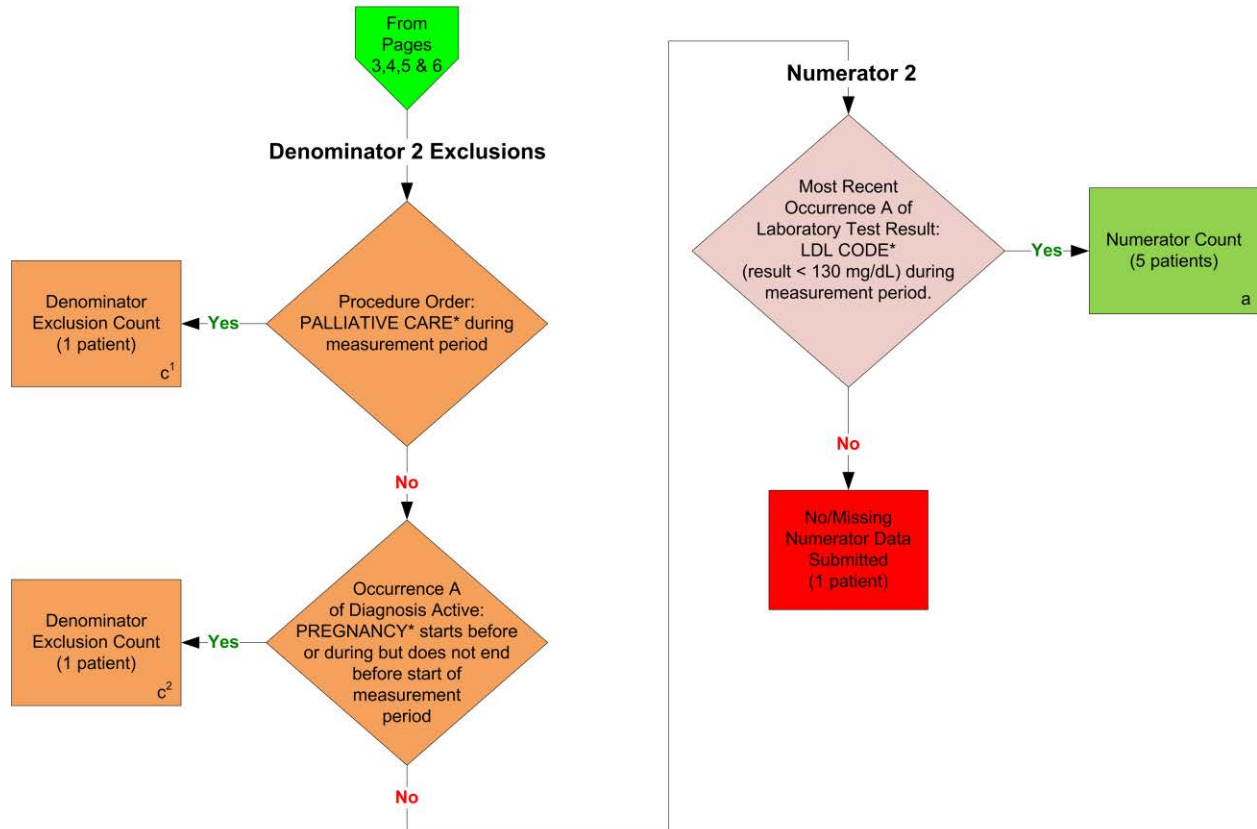 From
Pages
3,4,5 & 6
Denominator 2 Exclusions
Procedure Order:
PALLIATIVE CARE* during
measurement period
Yes
Denominator
Exclusion Count
(1 patient)
c¹
No
Occurrence A
of Diagnosis Active:
PREGNANCY* starts before
or during but does not end
before start of
measurement
period
Yes
Denominator
Exclusion Count
(1 patient)
c²
No
Numerator 2
Most Recent
Occurrence A of
Laboratory Test Result:
LDL CODE*
(result < 130 mg/dL) during
measurement period.
Yes
Numerator Count
(5 patients)
a
No
No/Missing
Numerator Data
Submitted
(1 patient)